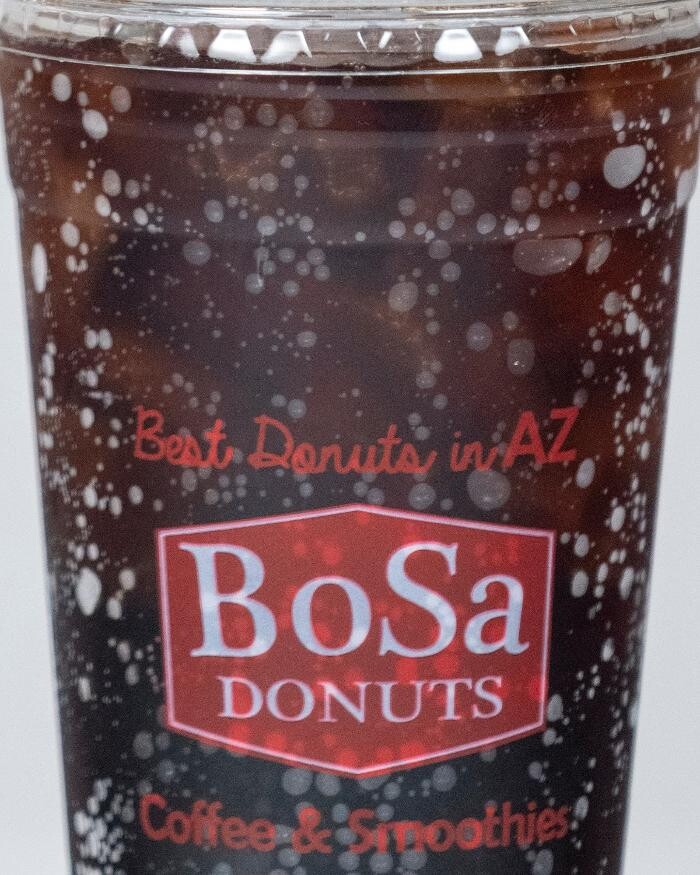 Best Donuts in AZ
BoSa
DONUTS
Coffee & Smoothies